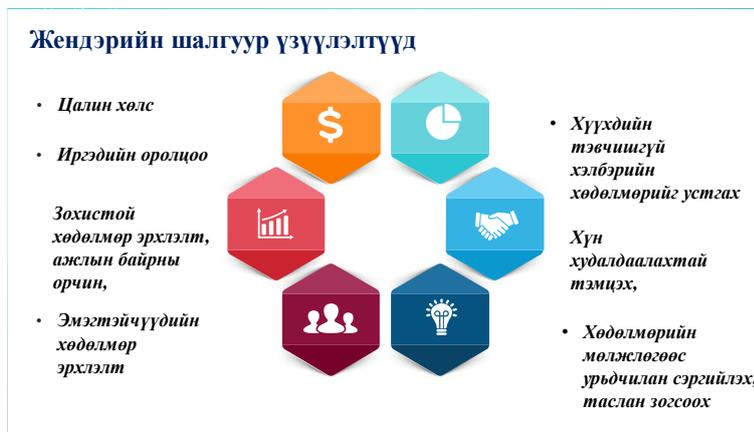 Жендэрийн шалгуур үзүүлэлтүүд
• Цалин хөлс
• Иргэдийн оролцоо
Зохистой
хөдөлмөр эрхлэлт,
ажлын байрны
орчин,
• Эмэгтэйчүүдийн
хөдөлмөр
эрхлэлт
$
• Хүүхдийн
тэвчишгүй
хэлбэрийн
хөдөлмөрийг устгах
Хүн
худалдаалахтай
тэмцэх,
• Хөдөлмөрийн
мөлжлөгөөс
урьдчилан сэргийлэх,
таслан зогсоох